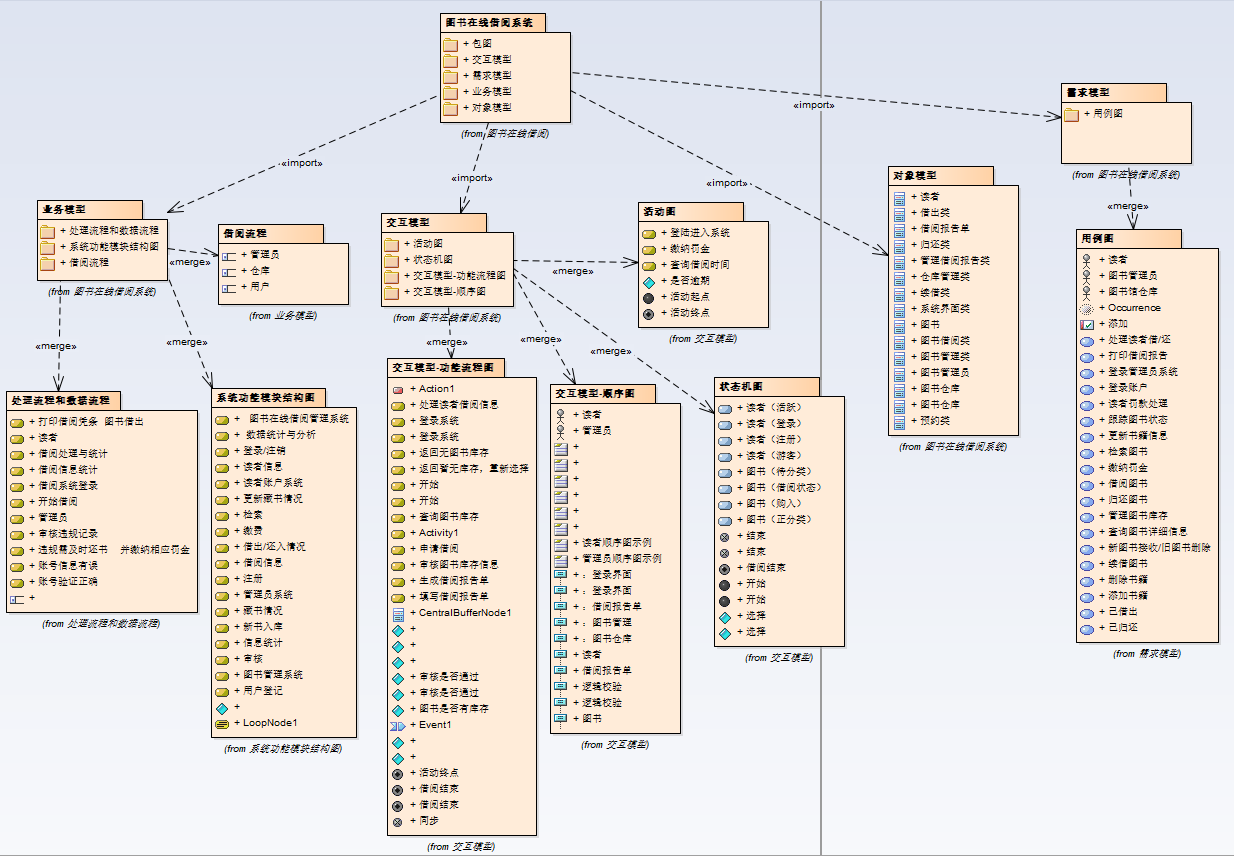 图书在线借阅系统
+ 包图
+ 交互模型
+ 需求模型
+ 业务模型
+ 对象模型
(from 图书在线借阅)
«import»
«import»
«import»
«import»
需求模型
+ 用例图
(from 图书在线借阅系统)
«merge»
业务模型
+ 处理流程和数据流程
+ 系统功能模块结构图
+ 借阅流程
(from 图书在线借阅系统)
«merge»
«merge»
«merge»
借阅流程
+ 管理员
+ 仓库
+ 用户
(from 业务模型)
交互模型
+ 活动图
+ 状态机图
+ 交互模型-功能流程图
+ 交互模型-顺序图
(from 图书在线借阅系统)
«merge»
«merge»
«merge»
«merge»
活动图
+ 登陆进入系统
+ 缴纳罚金
+ 查询借阅时间
+ 是否逾期
+ 活动起点
+ 活动终点
(from 交互模型)
对象模型
+ 读者
+ 借出类
+ 借阅报告单
+ 归还类
+ 管理借阅报告类
+ 仓库管理类
+ 续借类
+ 系统界面类
+ 图书
+ 图书借阅类
+ 图书管理类
+ 图书管理员
+ 图书仓库
+ 图书仓库
+ 预约类
(from 图书在线借阅系统)
用例图
+ 读者
+ 图书管理员
+ 图书馆仓库
+ Occurrence
+ 添加
+ 处理读者借/还
+ 打印借阅报告
+ 登录管理员系统
+ 登录账户
+ 读者罚款处理
+ 跟踪图书状态
+ 更新书籍信息
+ 检索图书
+ 缴纳罚金
+ 借阅图书
+ 归还图书
+ 管理图书库存
+ 查询图书详细信息
+ 新图书接收/旧图书删除
+ 续借图书
+ 删除书籍
+ 添加书籍
+ 已借出
+ 已归还
(from 需求模型)
处理流程和数据流程
+ 打印借阅凭条 图书借出
+ 读者
+ 借阅处理与统计
+ 借阅信息统计
+ 借阅系统登录
+ 开始借阅
+ 管理员
+ 审核违规记录
+ 违规需及时还书 并缴纳相应罚金
+ 账号信息有误
+ 账号验证正确
+
(from 处理流程和数据流程)
系统功能模块结构图
+ 图书在线借阅管理系统
+ 数据统计与分析
+ 登录/注销
+ 读者信息
+ 读者账户系统
+ 更新藏书情况
+ 检索
+ 缴费
+ 借出/还入情况
+ 借阅信息
+ 注册
+ 管理员系统
+ 藏书情况
+ 新书入库
+ 信息统计
+ 审核
+ 图书管理系统
+ 用户登记
+
+ LoopNode1
(from 系统功能模块结构图)
交互模型-功能流程图
+ Action1
+ 处理读者借阅信息
+ 登录系统
+ 登录系统
+ 返回无图书库存
+ 返回暂无库存，重新选择
+ 开始
+ 开始
+ 查询图书库存
+ Activity1
+ 申请借阅
+ 审核图书库存信息
+ 生成借阅报告单
+ 填写借阅报告单
+ CentralBufferNode1
+
+
+
+ 审核是否通过
+ 审核是否通过
+ 图书是否有库存
+ Event1
+
+
+ 活动终点
+ 借阅结束
+ 借阅结束
+ 同步
(from 交互模型)
交互模型-顺序图
+ 读者
+ 管理员
+
+
+
+
+
+
+ 读者顺序图示例
+ 管理员顺序图示例
+ ：登录界面
+ ：登录界面
+ ：借阅报告单
+ ：图书管理
+ ：图书仓库
+ 读者
+ 借阅报告单
+ 逻辑校验
+ 逻辑校验
+ 图书
(from 交互模型)
状态机图
+ 读者（活跃）
+ 读者（登录）
+ 读者（注册）
+ 读者（游客）
+ 图书（待分类）
+ 图书（借阅状态）
+ 图书（购入）
+ 图书（正分类）
+ 结束
+ 结束
+ 借阅结束
+ 开始
+ 开始
+ 选择
+ 选择
(from 交互模型)